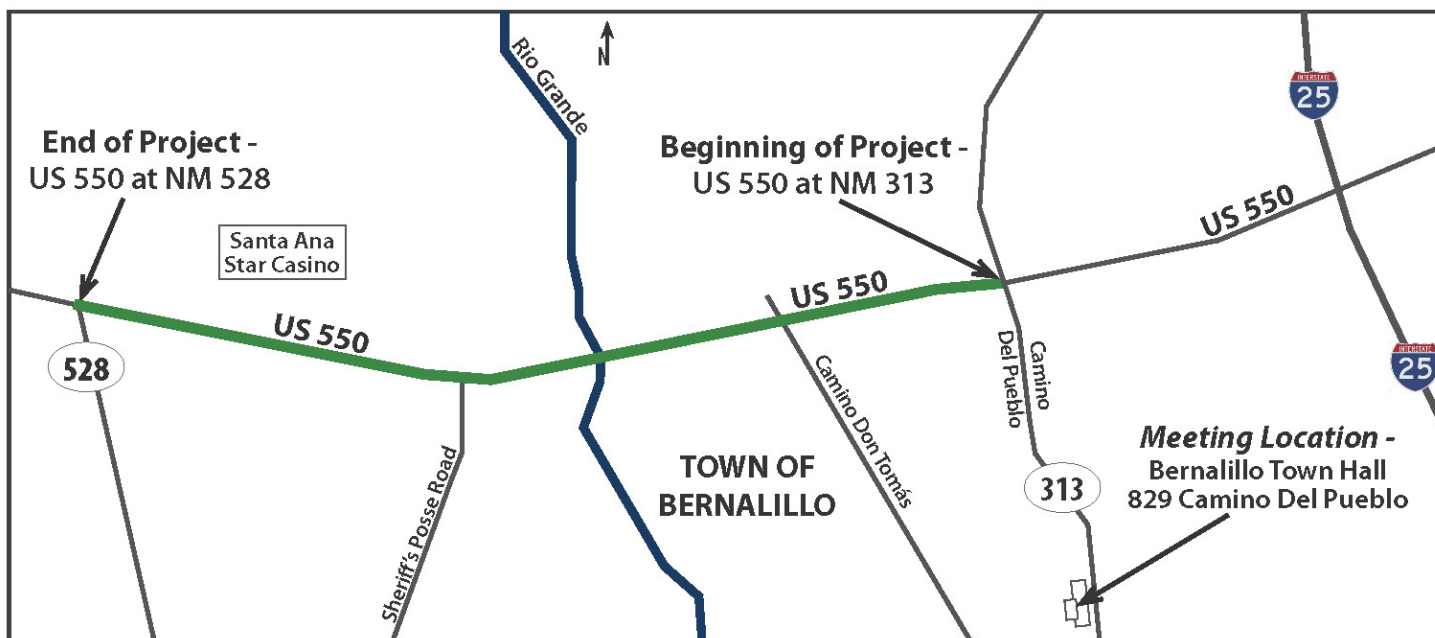 N
Rio Grande
INTERSTATE
25
End of Project -
US 550 at NM 528
Beginning of Project -
US 550 at NM 313
US 550
Santa Ana
Star Casino
US 550
US 550
528
Camino
Del Pueblo
INTERSTATE
25
Camino Don Tomás
Sheriff's Posse Road
TOWN OF
BERNALILLO
313
Meeting Location -
Bernalillo Town Hall
829 Camino Del Pueblo